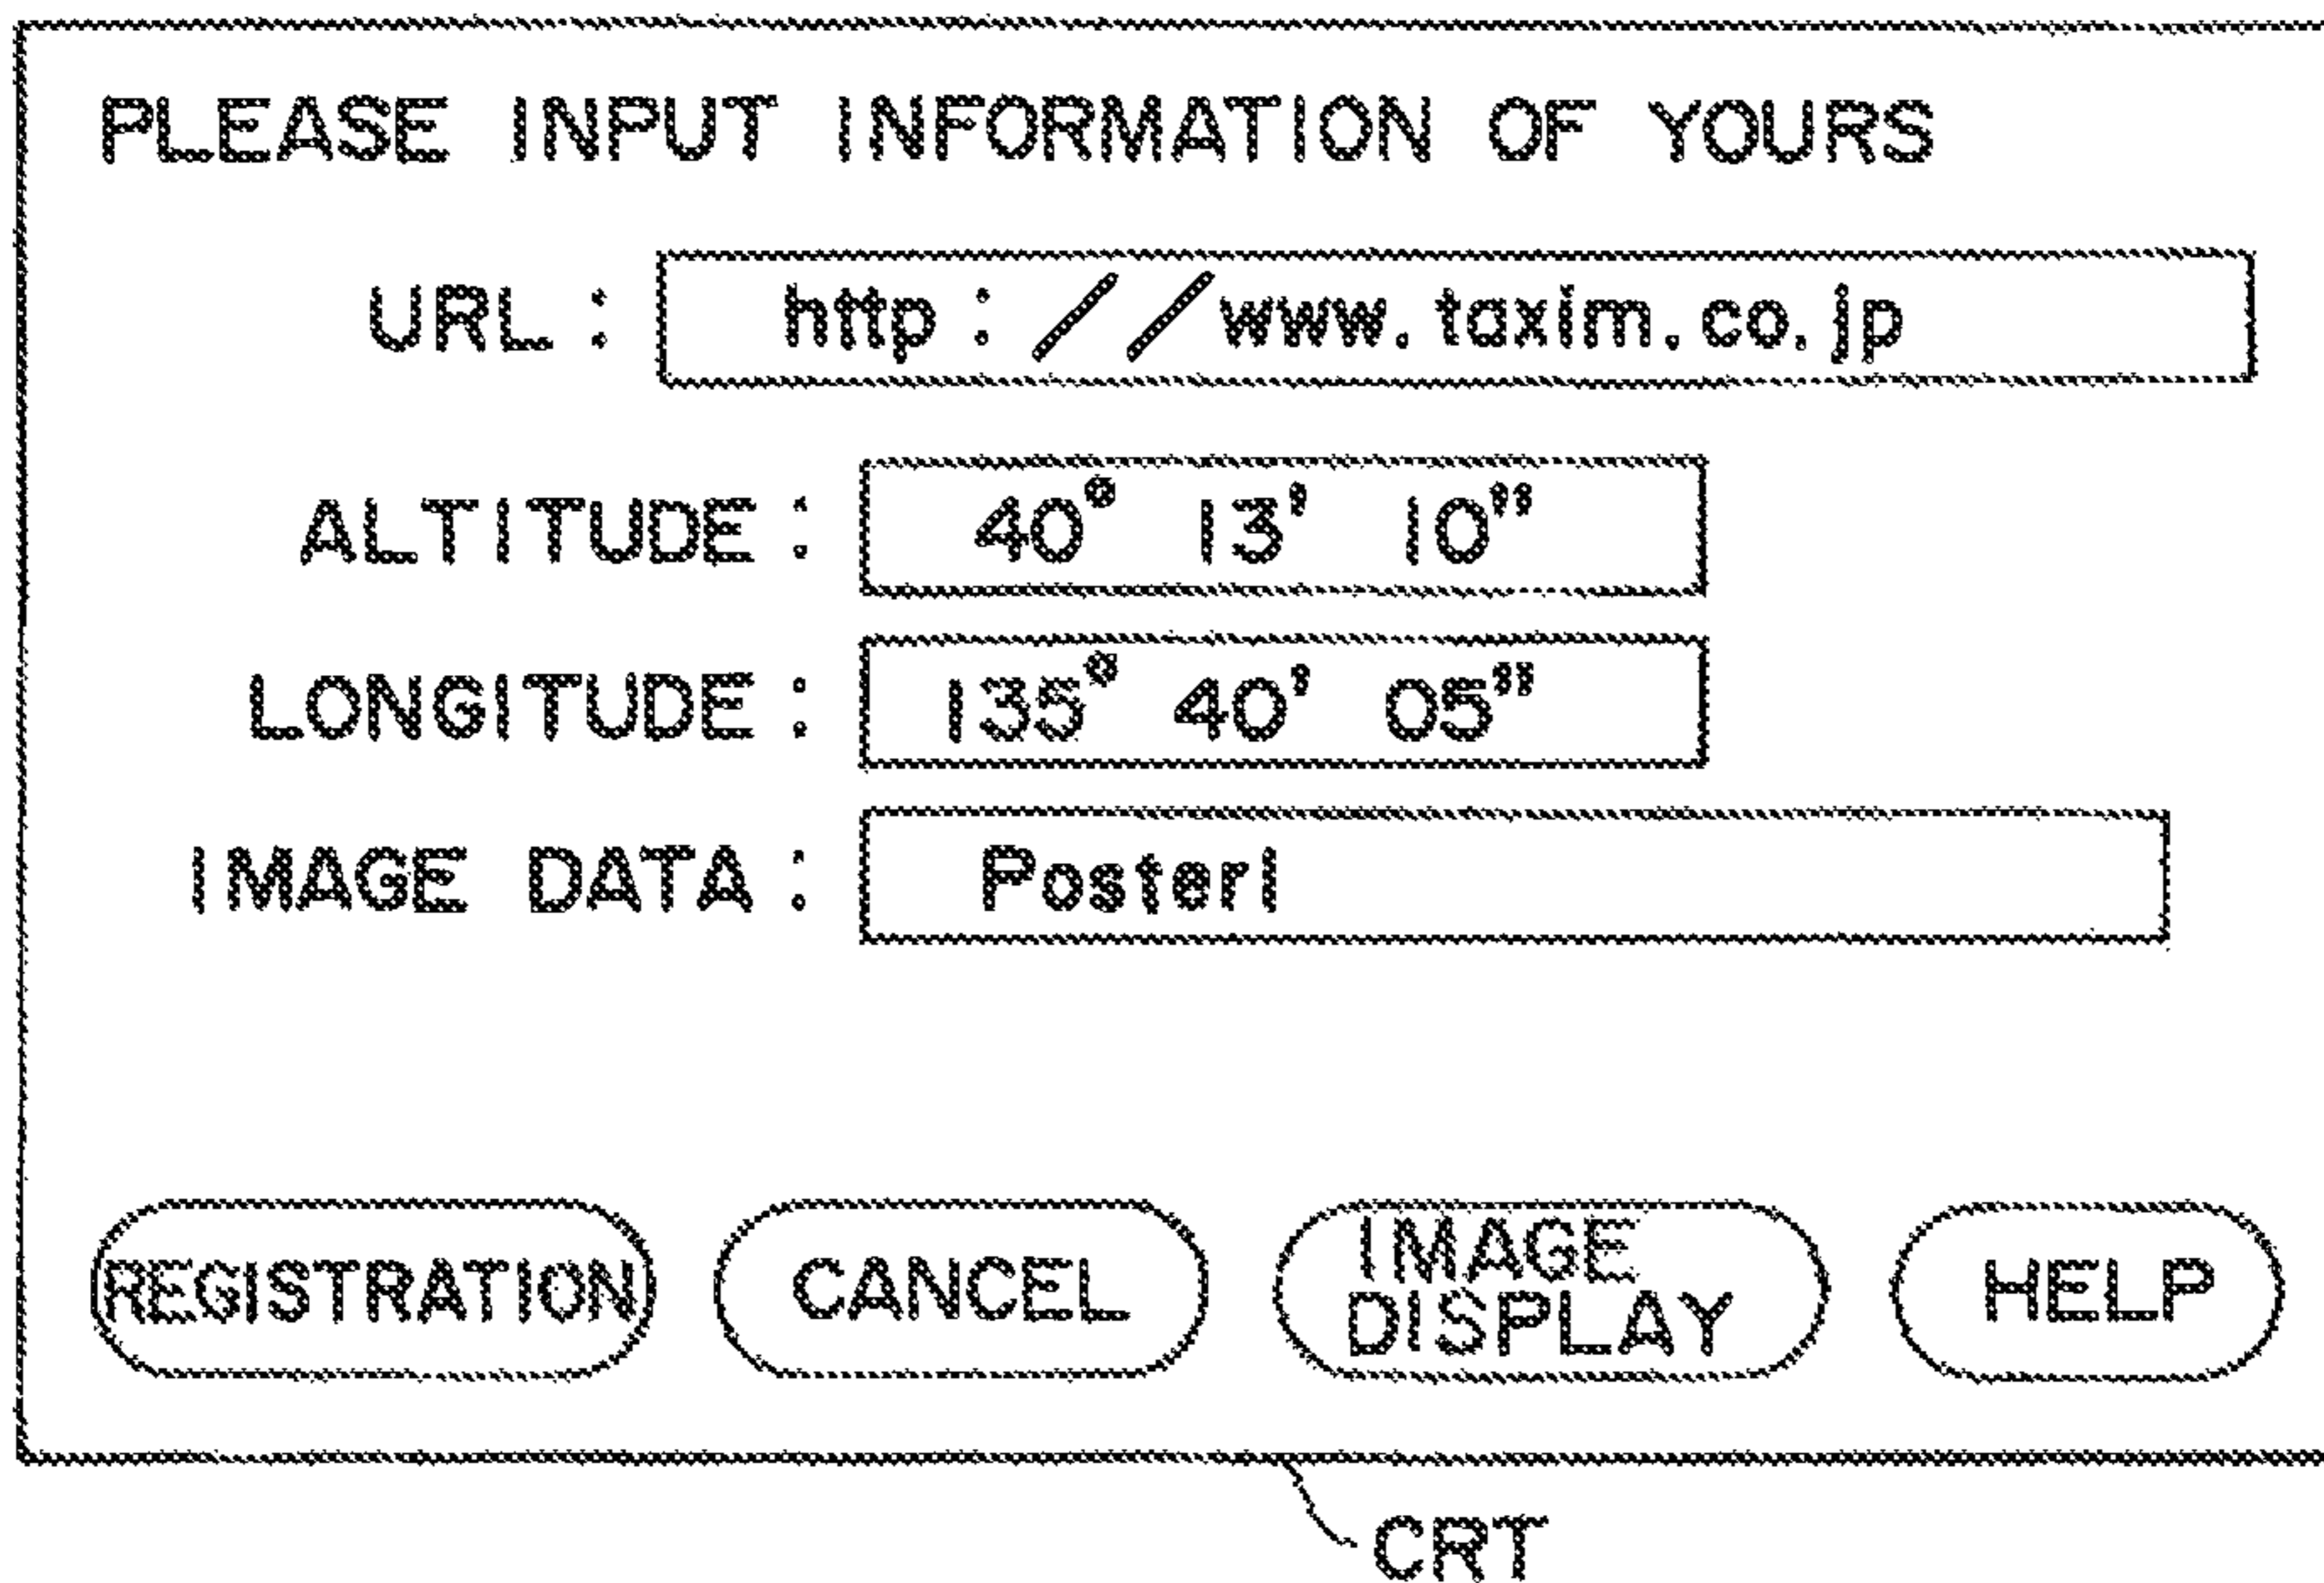 PLEASE INPUT INFORMATION OF YOURS
URL : http://www.taxim.co.jp
ALTITUDE : 40° 13' 10"
LONGITUDE : 135° 40' 05"
IMAGE DATA : Poster1
REGISTRATION CANCEL IMAGE DISPLAY HELP
CRT